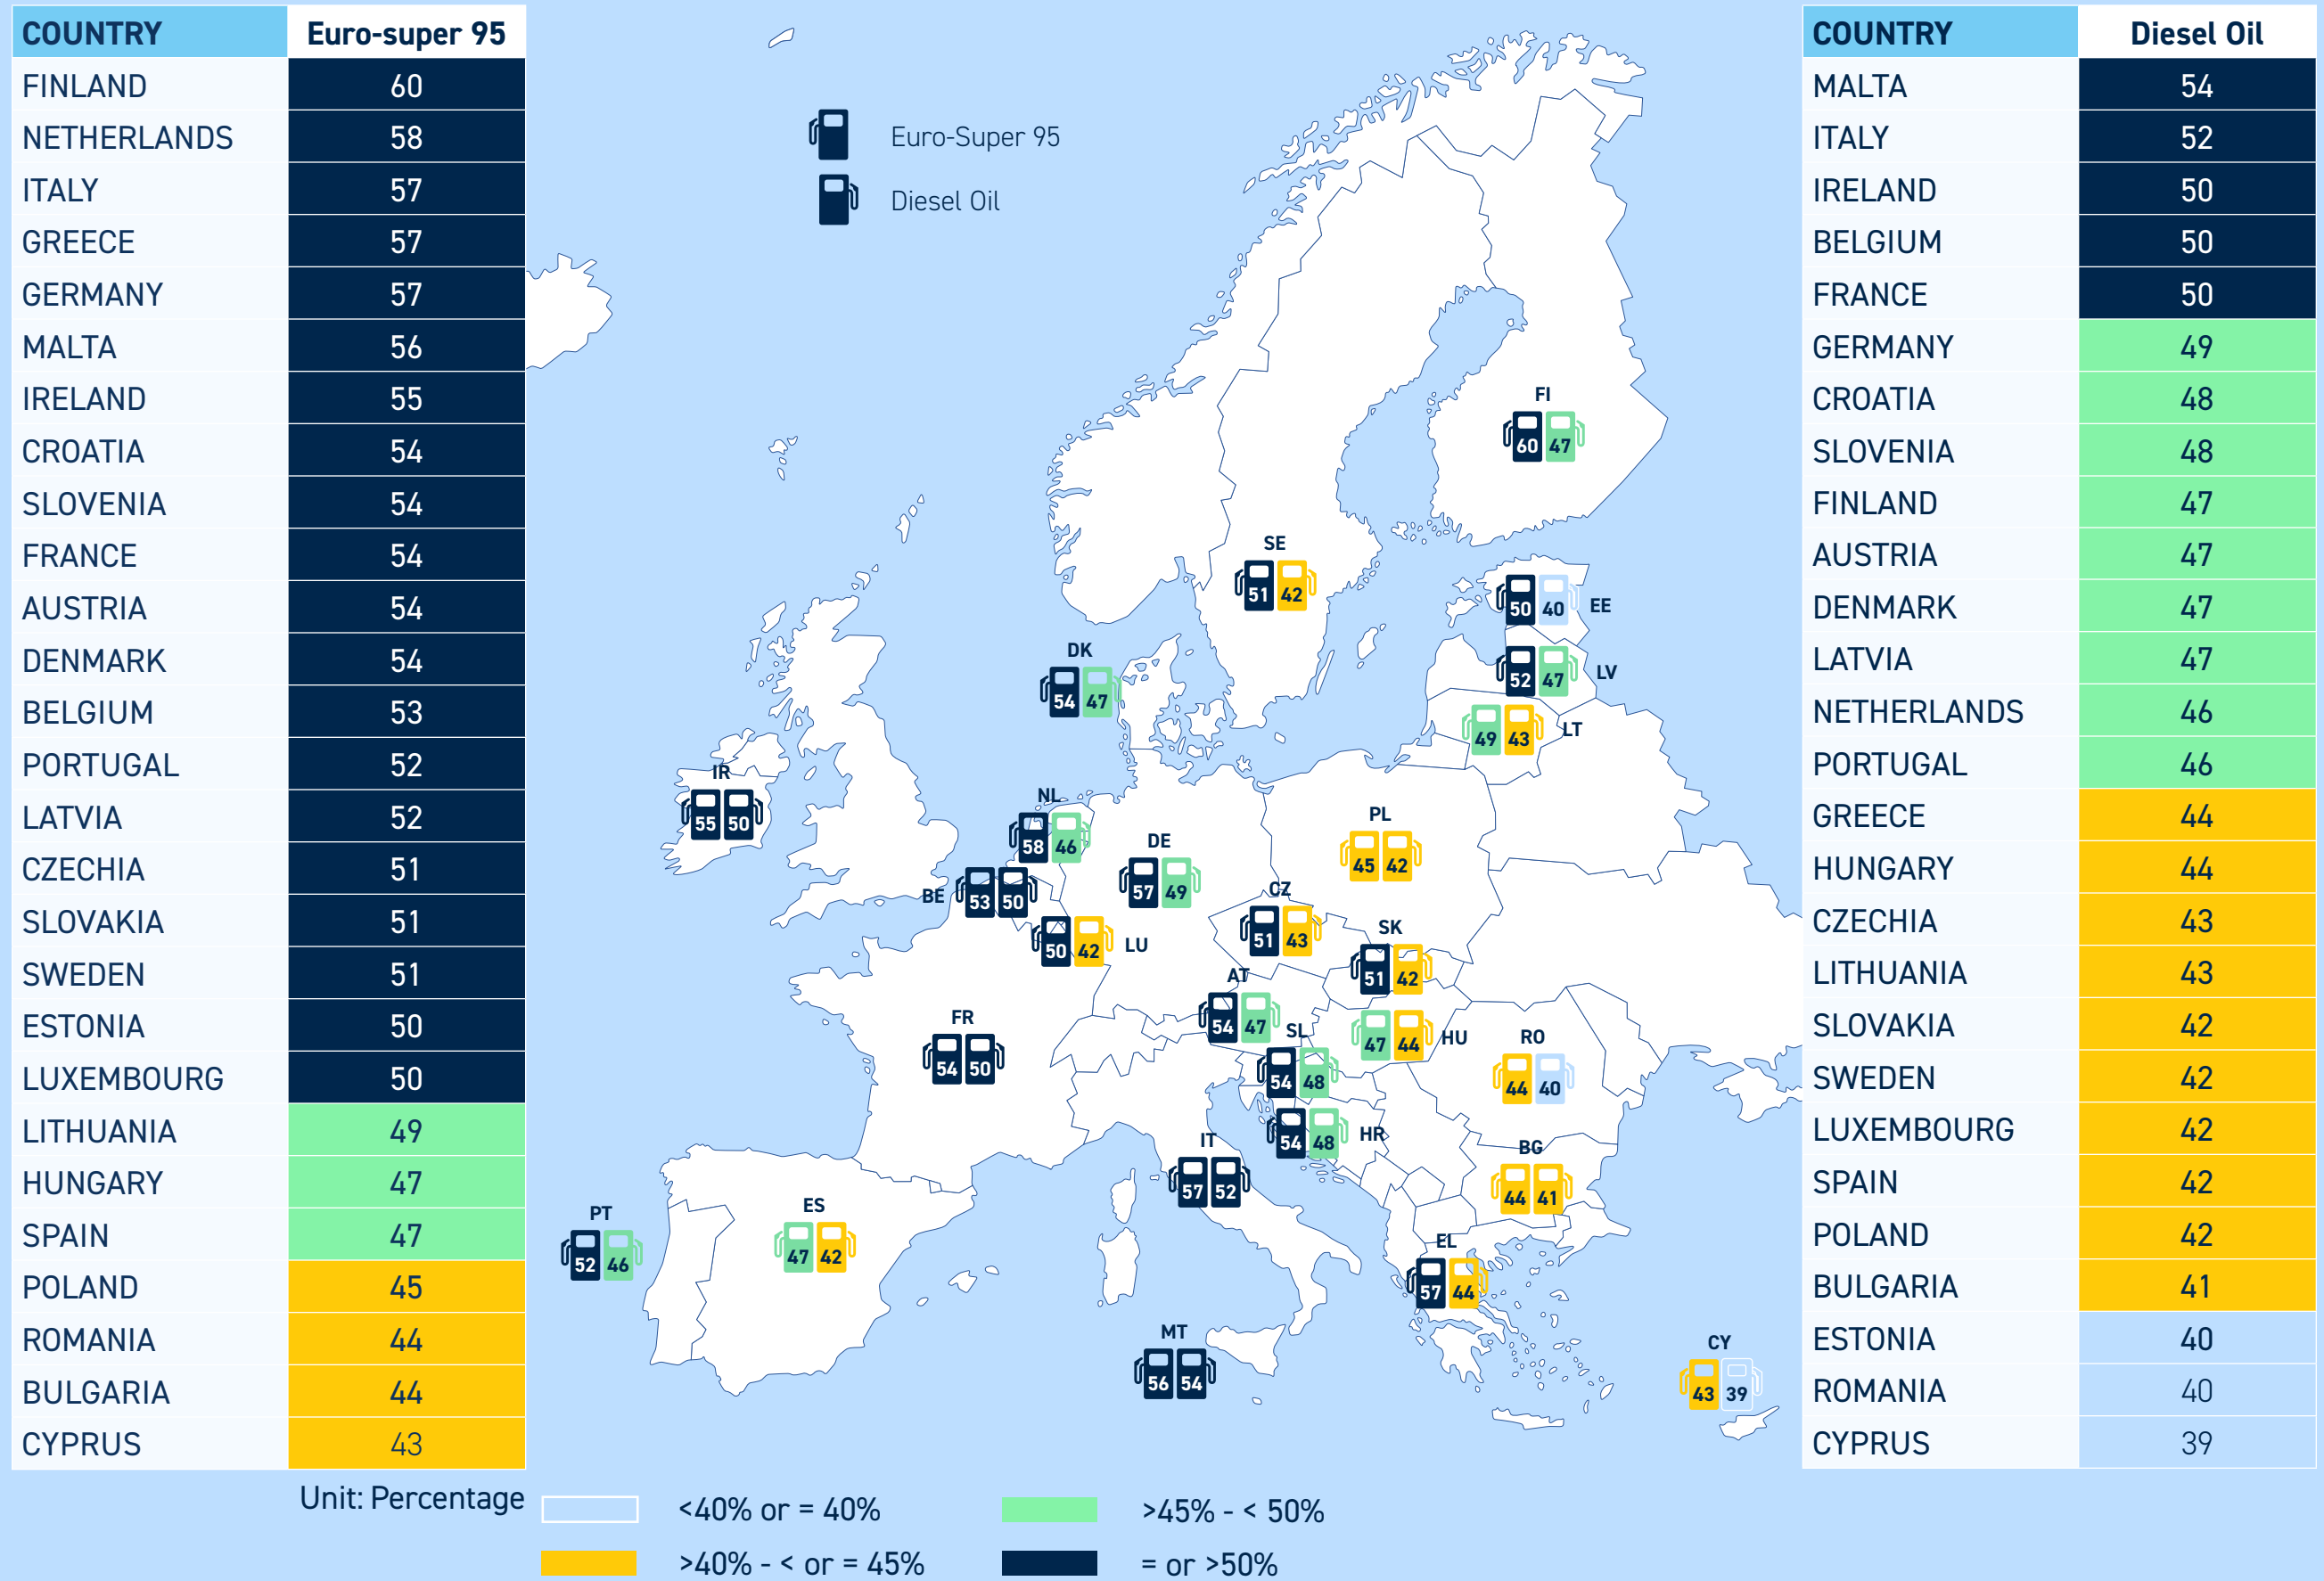 COUNTRY Euro-super 95
FINLAND 60
NETHERLANDS 58
ITALY 57
GREECE 57
GERMANY 57
MALTA 56
IRELAND 55
CROATIA 54
SLOVENIA 54
FRANCE 54
AUSTRIA 54
DENMARK 54
BELGIUM 53
PORTUGAL 52
LATVIA 52
CZECHIA 51
SLOVAKIA 51
SWEDEN 51
ESTONIA 50
LUXEMBOURG 50
LITHUANIA 49
HUNGARY 47
SPAIN 47
POLAND 45
ROMANIA 44
BULGARIA 44
CYPRUS 43
Unit: Percentage
Euro-Super 95
Diesel Oil
FI
60 47
SE
51 42
50 40 EE
52 47 LV
DK
54 47
49 43 LT
IR
55 50
NL
58 46
PL
45 42
DE
57 49
BE 53 50
CZ
51 43
50 42 LU
SK
51 42
AT
54 47
FR
54 50
SL
54 48
47 44 HU
RO
44 40
54 48 HR
IT
57 52
BG
44 41
PT
52 46
ES
47 42
EL
57 44
MT
56 54
CY
43 39
COUNTRY Diesel Oil
MALTA 54
ITALY 52
IRELAND 50
BELGIUM 50
FRANCE 50
GERMANY 49
CROATIA 48
SLOVENIA 48
FINLAND 47
AUSTRIA 47
DENMARK 47
LATVIA 47
NETHERLANDS 46
PORTUGAL 46
GREECE 44
HUNGARY 44
CZECHIA 43
LITHUANIA 43
SLOVAKIA 42
SWEDEN 42
LUXEMBOURG 42
SPAIN 42
POLAND 42
BULGARIA 41
ESTONIA 40
ROMANIA 40
CYPRUS 39
<40% or = 40%
>45% - < 50%
>40% - < or = 45%
= or >50%